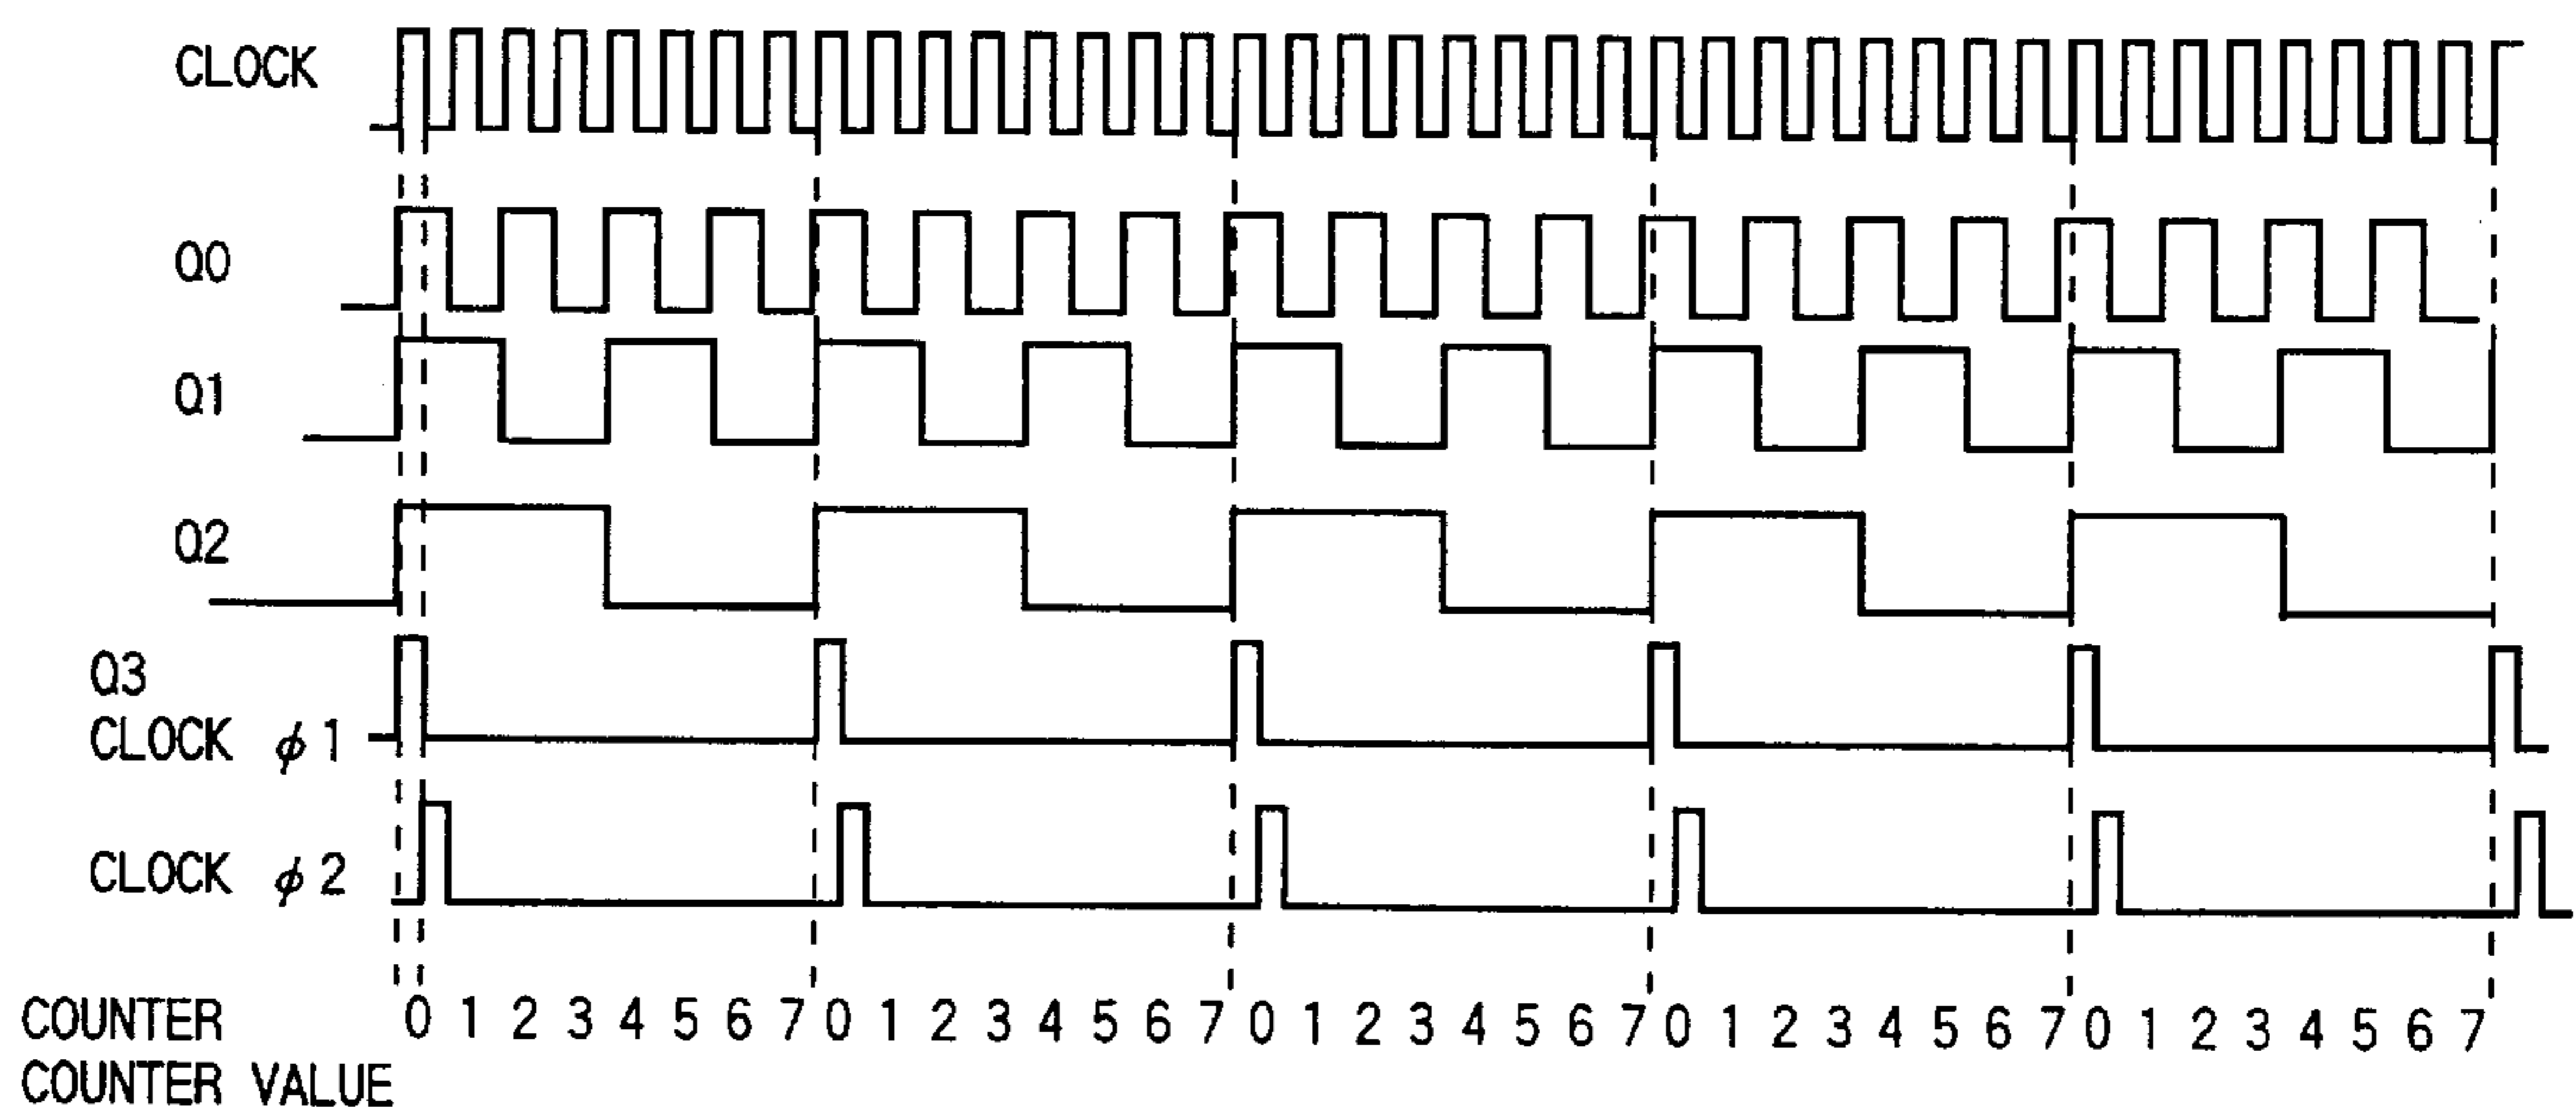 CLOCK
Q0
Q1
Q2
Q3
CLOCK φ1
CLOCK φ2
COUNTER 0 1 2 3 4 5 6 7 0 1 2 3 4 5 6 7 0 1 2 3 4 5 6 7 0 1 2 3 4 5 6 7 0 1 2 3 4 5 6 7
COUNTER VALUE